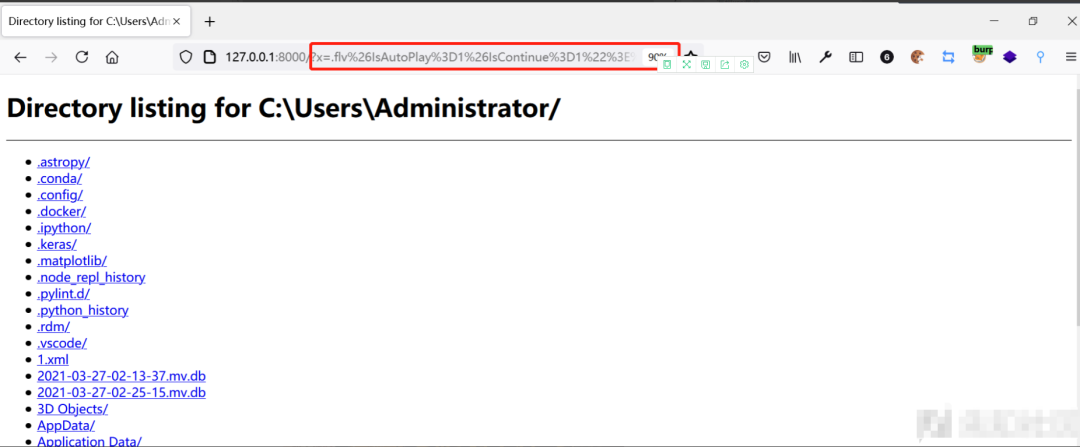 Directory listing for C:\Users\Adm
127.0.0.1:8000/?x=.flv%26IsAutoPlay%3D1%26IsContinue%3D1%22%3E 90%
6
burp
Directory listing for C:\Users\Administrator/
.astropy/
.conda/
.config/
.docker/
.ipython/
.keras/
.matplotlib/
.node_repl_history
.pylint.d/
.python_history
.rdm/
.vscode/
1.xml
2021-03-27-02-13-37.mv.db
2021-03-27-02-25-15.mv.db
3D Objects/
AppData/
Application Data/